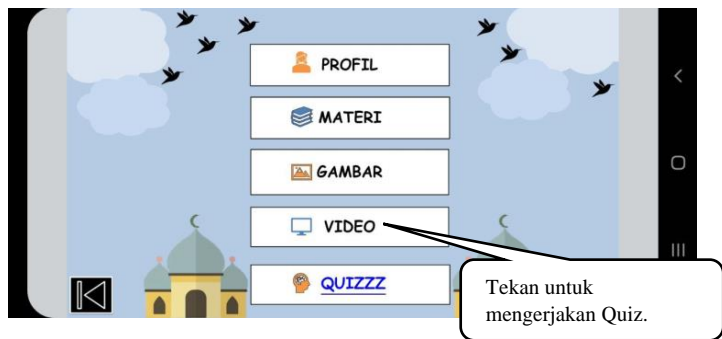 PROFIL
MATERI
GAMBAR
VIDEO
QUIZZZ
Tekan untuk
mengerjakan Quiz.